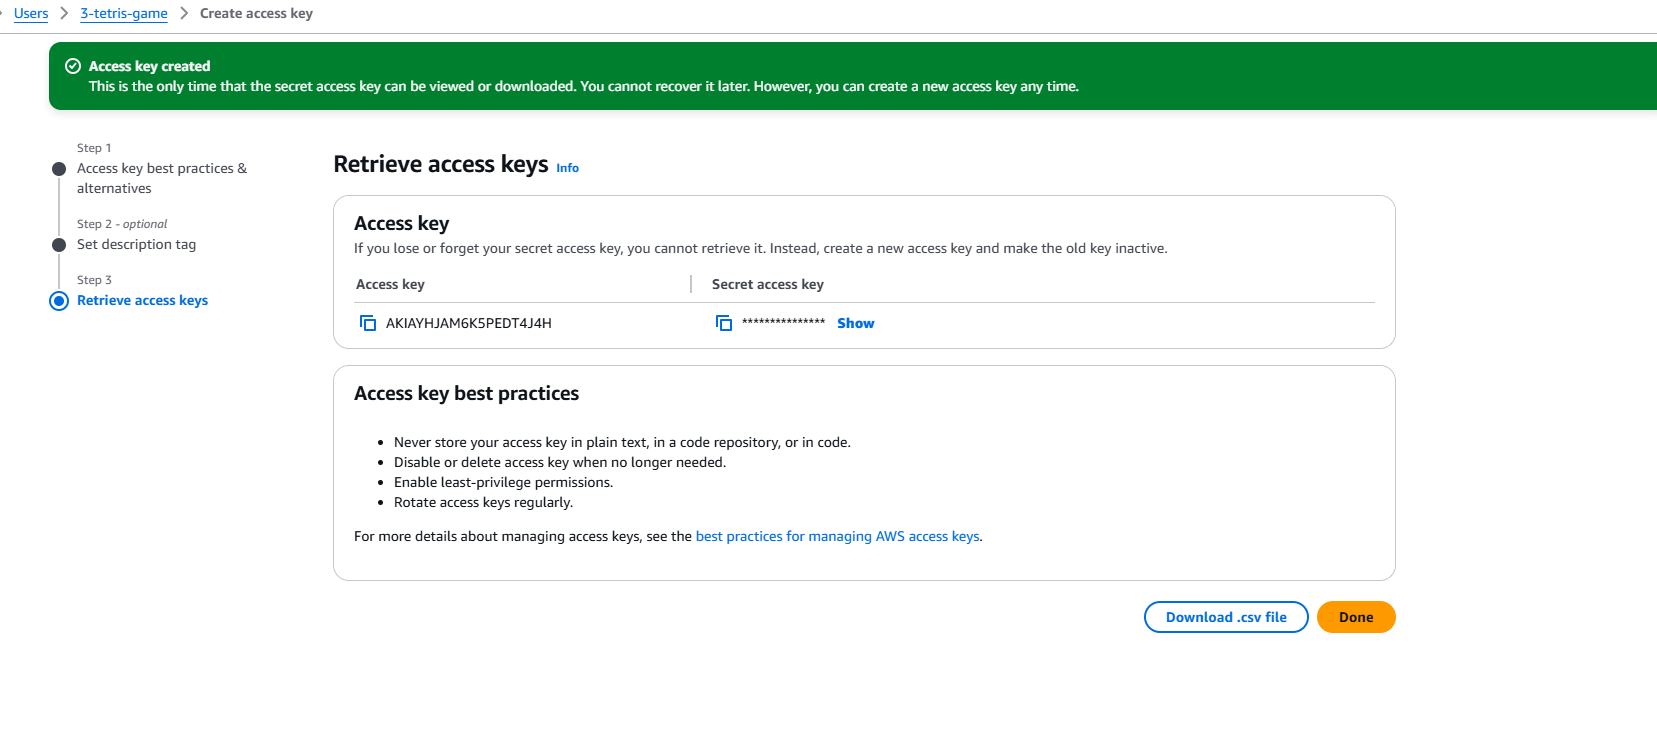 Users > 3-tetris-game > Create access key
Access key created
This is the only time that the secret access key can be viewed or downloaded. You cannot recover it later. However, you can create a new access key any time.
Step 1
Access key best practices &
alternatives
Step 2 - optional
Set description tag
Step 3
Retrieve access keys
Retrieve access keys Info
Access key
If you lose or forget your secret access key, you cannot retrieve it. Instead, create a new access key and make the old key inactive.
Access key | Secret access key
AKIAYHJAM6K5PEDT4J4H *************** Show
Access key best practices
• Never store your access key in plain text, in a code repository, or in code.
• Disable or delete access key when no longer needed.
• Enable least-privilege permissions.
• Rotate access keys regularly.
For more details about managing access keys, see the best practices for managing AWS access keys.
Download .csv file Done